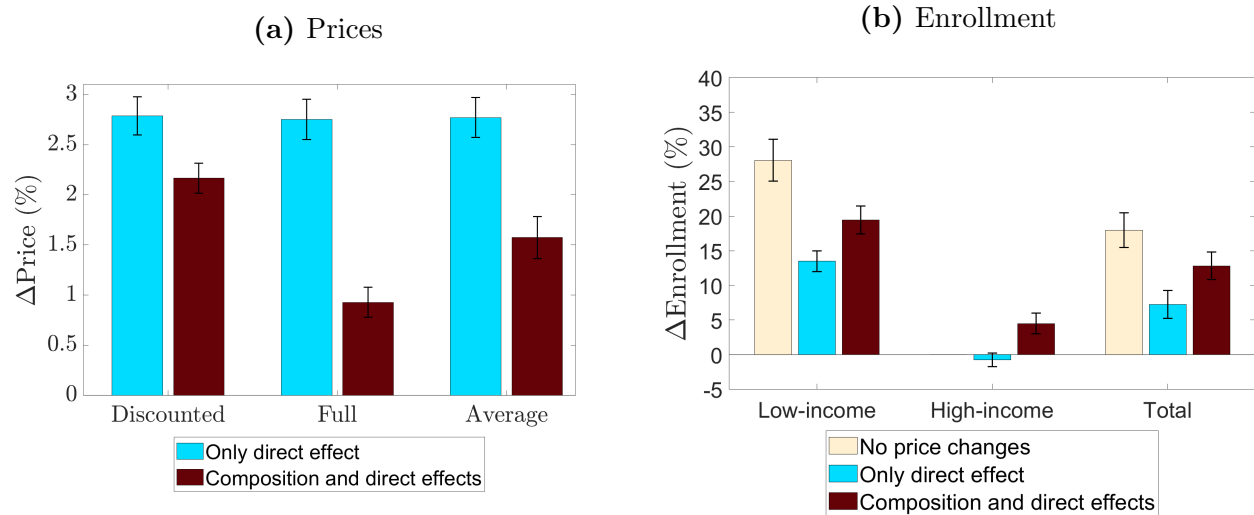 (a) Prices
ΔPrice (%)
3
2.5
2
1.5
1
0.5
0
Discounted Full Average
Only direct effect
Composition and direct effects
(b) Enrollment
ΔEnrollment (%)
40
35
30
25
20
15
10
5
0
-5
Low-income High-income Total
No price changes
Only direct effect
Composition and direct effects